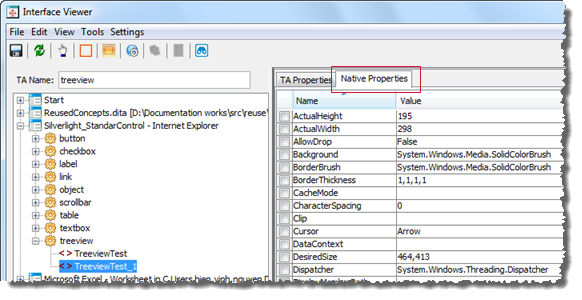 Interface Viewer
File Edit View Tools Settings
TA Name: treeview
Start
ReusedConcepts.dita [D:\Documentation works\src\reuse\
Silverlight_StandarControl - Internet Explorer
button
checkbox
label
link
object
scrollbar
table
textbox
treeview
TreeviewTest
TreeviewTest_1
Microsoft Excel - Worksheet in C Users hien vinh nguyen D
TA Properties Native Properties
Name Value
ActualHeight 195
ActualWidth 298
AllowDrop False
Background System.Windows.Media.SolidColorBrush
BorderBrush System.Windows.Media.SolidColorBrush
BorderThickness 1,1,1,1
CacheMode
CharacterSpacing 0
Clip
Cursor Arrow
DataContext
DesiredSize 464,413
Dispatcher System.Windows.Threading.Dispatcher